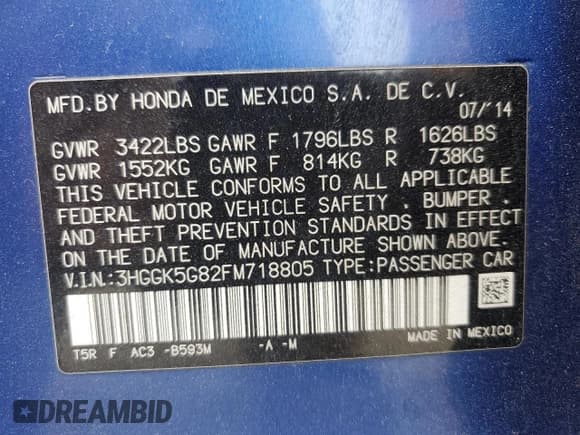 MFD.BY HONDA DE MEXICO S.A. DE C.V.
07/'14
GVWR 3422LBS GAWR F 1796LBS R 1626LBS
GVWR 1552KG GAWR F 814KG R 738KG
THIS VEHICLE CONFORMS TO ALL APPLICABLE
FEDERAL MOTOR VEHICLE SAFETY . BUMPER .
AND THEFT PREVENTION STANDARDS IN EFFECT
ON THE DATE OF MANUFACTURE SHOWN ABOVE.
V.I.N.:3HGGK5G82FM718805 TYPE:PASSENGER CAR
T5R F AC3 -B593M -A -M
MADE IN MEXICO
DREAMBID